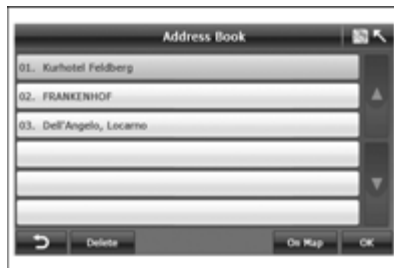 Address Book
01. Kurhotel Feldberg
02. FRANKENHOF
03. Dell'Angelo, Locarno
Delete On Map OK